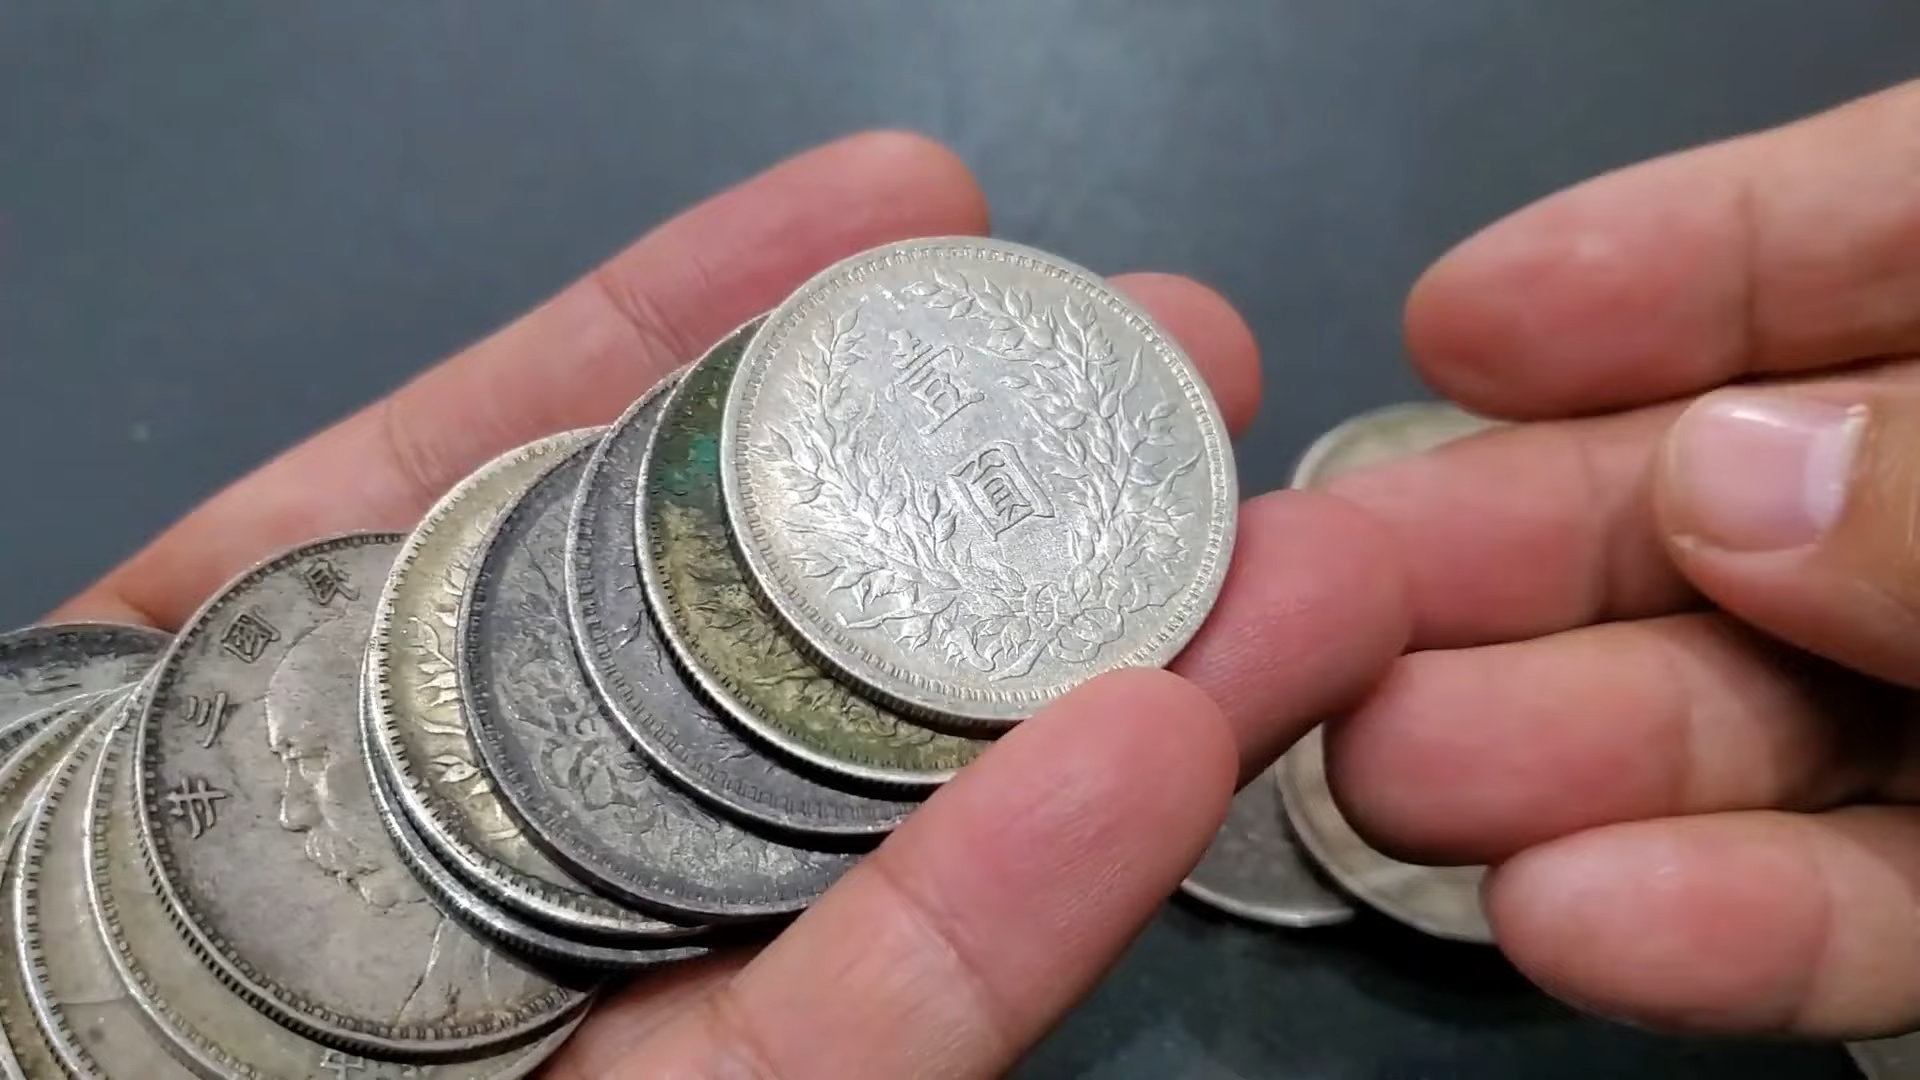 壹
圓
民
國
三
年